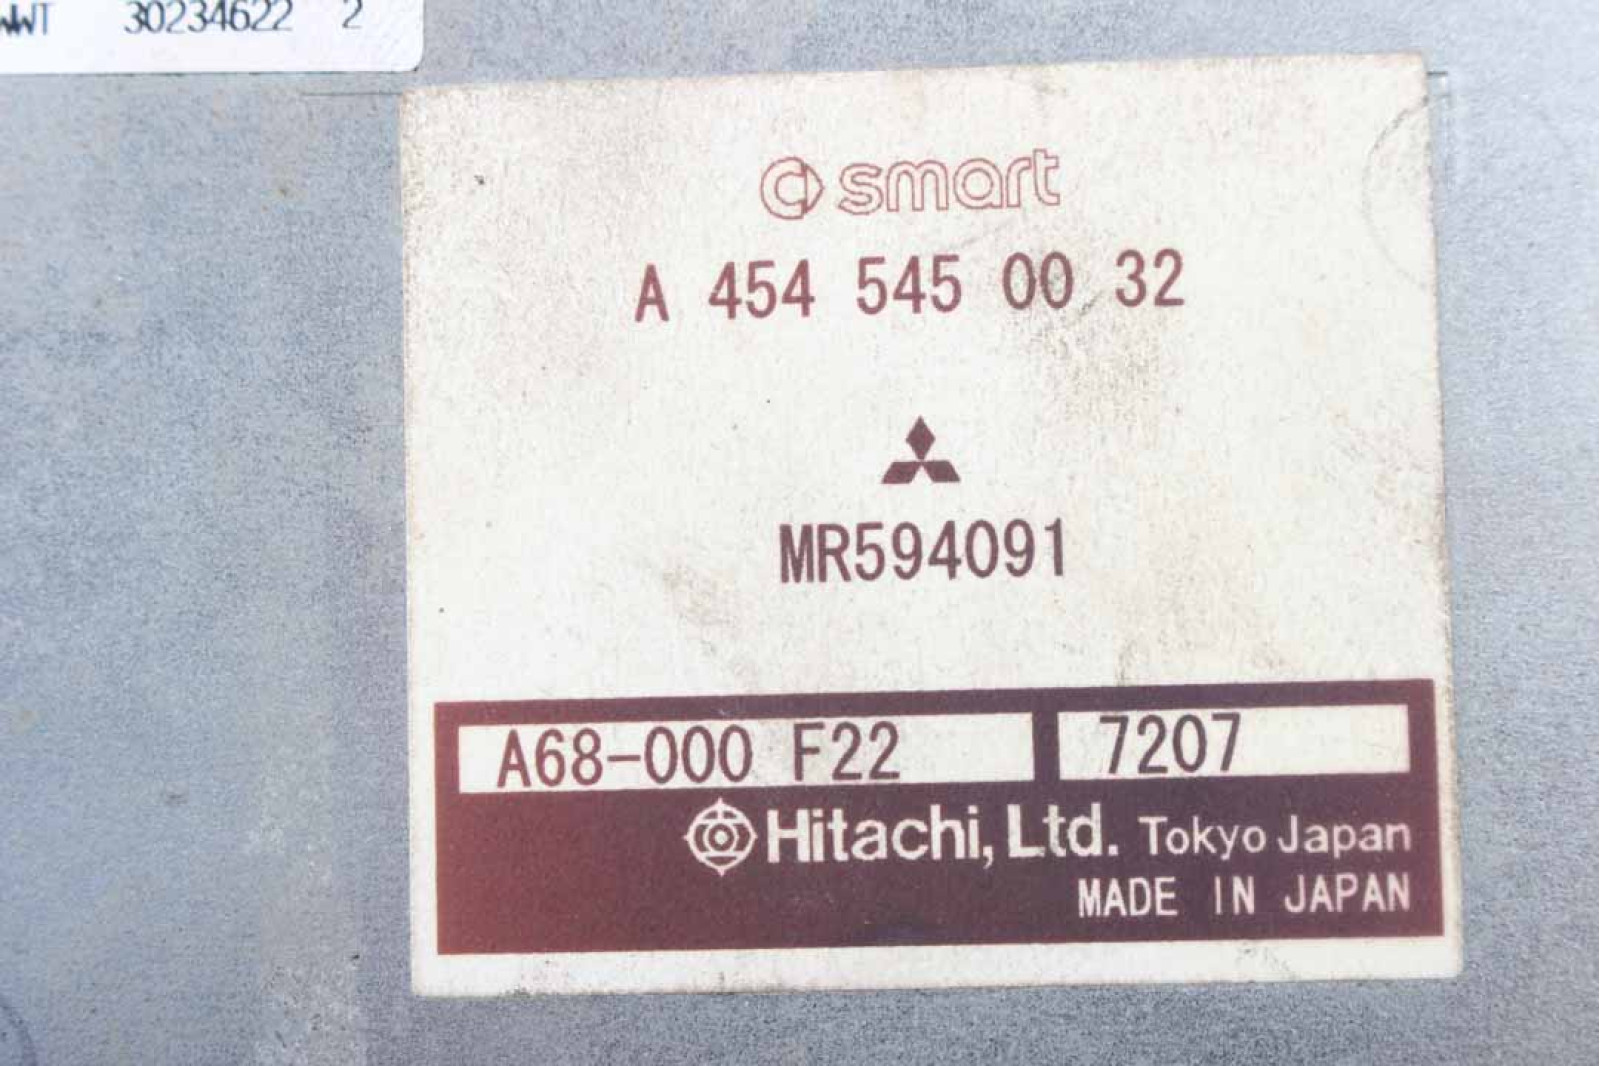 30234622 2
smart
A 454 545 00 32
MR594091
A68-000 F22 7207
Hitachi, Ltd. Tokyo Japan
MADE IN JAPAN